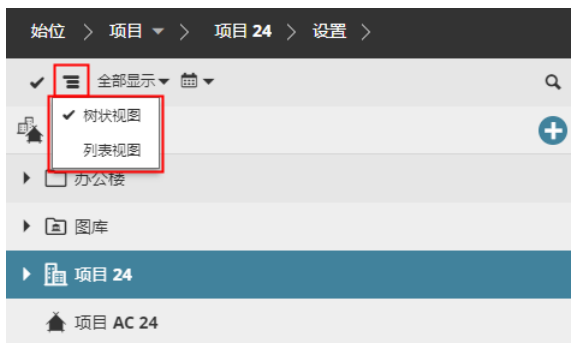 始位 > 项目 > 项目 24 > 设置 >
全部显示
树状视图
列表视图
办公楼
图库
项目 24
项目 AC 24